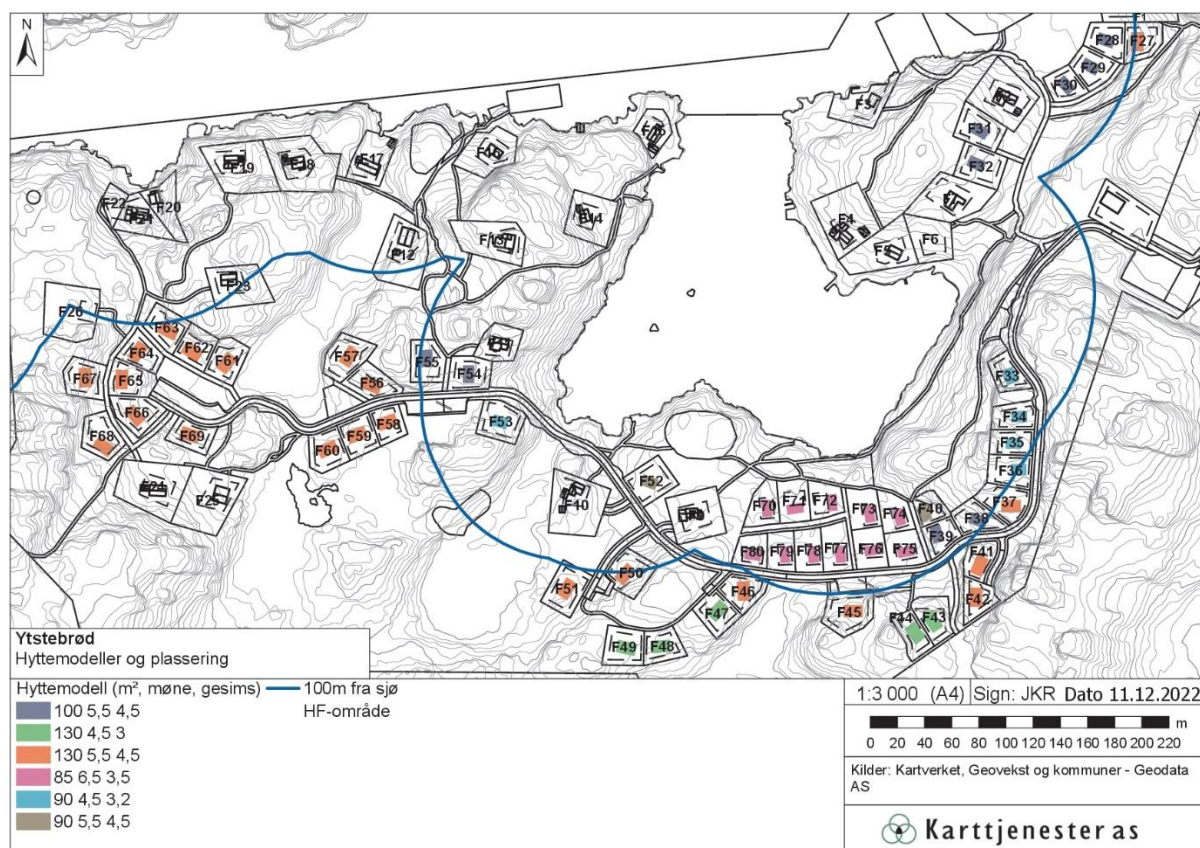 N
F1
F28
F27
F29
F30
F3
F31
F32
F16
F17
F19
F18
F22
F20
F21
F14
F4
F13
F12
F5
F6
F23
F26
F63
F62
F61
F64
F57
F55
F54
F56
F67
F65
F33
F66
F53
F58
F34
F68
F69
F60
F59
F35
F36
F24
F25
F52
F10
F9
F70
F71
F72
F73
F74
F40
F37
F38
F39
F80
F79
F78
F77
F76
F75
F41
F51
F50
F46
F42
F47
F45
F44
F43
F49
F48
Ytstebrød
Hyttemodeller og plassering
Hyttemodell (m², møne, gesims)
100m fra sjø
HF-område
100 5,5 4,5
130 4,5 3
130 5,5 4,5
85 6,5 3,5
90 4,5 3,2
90 5,5 4,5
1:3 000 (A4) Sign: JKR Dato 11.12.2022
0 20 40 60 80 100 120 140 160 180 200 220 m
Kilder: Kartverket, Geovekst og kommuner - Geodata
AS
Karttjenester as